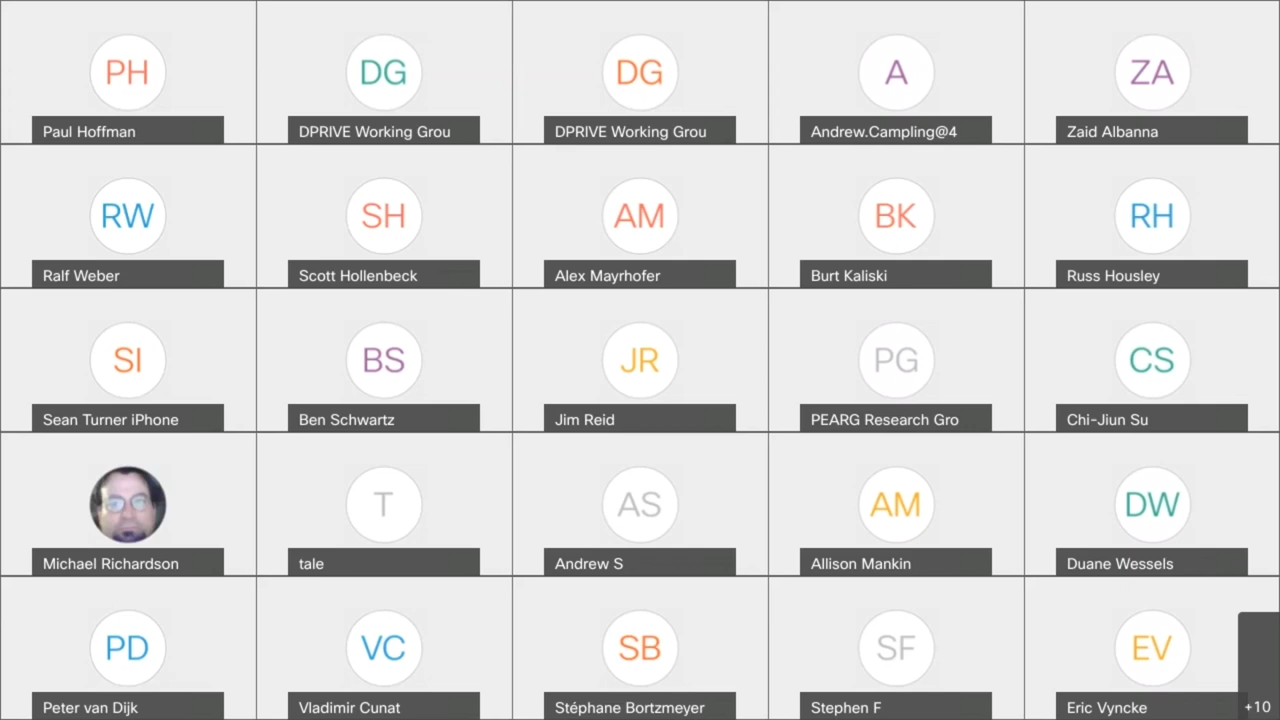 PH
DG
DG
A
ZA
Paul Hoffman
DPRIVE Working Grou
DPRIVE Working Grou
Andrew.Campling@4
Zaid Albanna
RW
SH
AM
BK
RH
Ralf Weber
Scott Hollenbeck
Alex Mayrhofer
Burt Kaliski
Russ Housley
SI
BS
JR
PG
CS
Sean Turner iPhone
Ben Schwartz
Jim Reid
PEARG Research Gro
Chi-Jiun Su
T
AS
AM
DW
Michael Richardson
tale
Andrew S
Allison Mankin
Duane Wessels
PD
VC
SB
SF
EV
Peter van Dijk
Vladimir Cunat
Stéphane Bortzmeyer
Stephen F
Eric Vyncke
+10